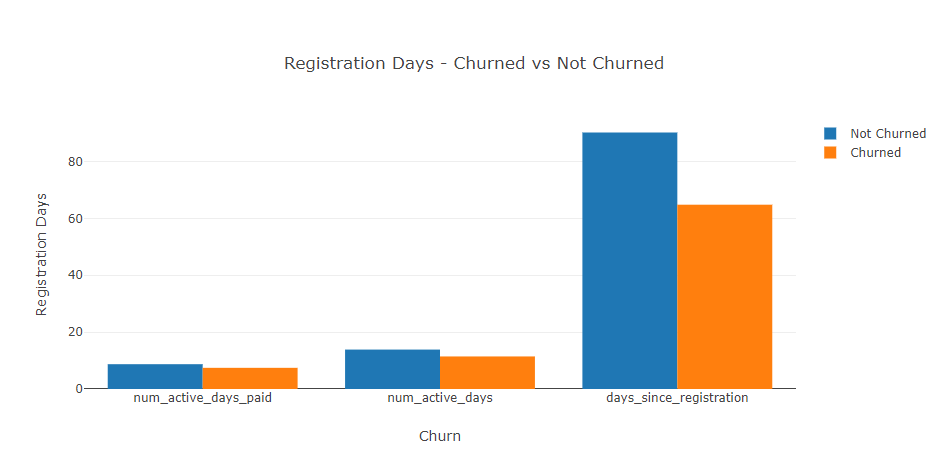 Registration Days - Churned vs Not Churned
Not Churned
Churned
Registration Days
80
60
40
20
0
num_active_days_paid
num_active_days
days_since_registration
Churn